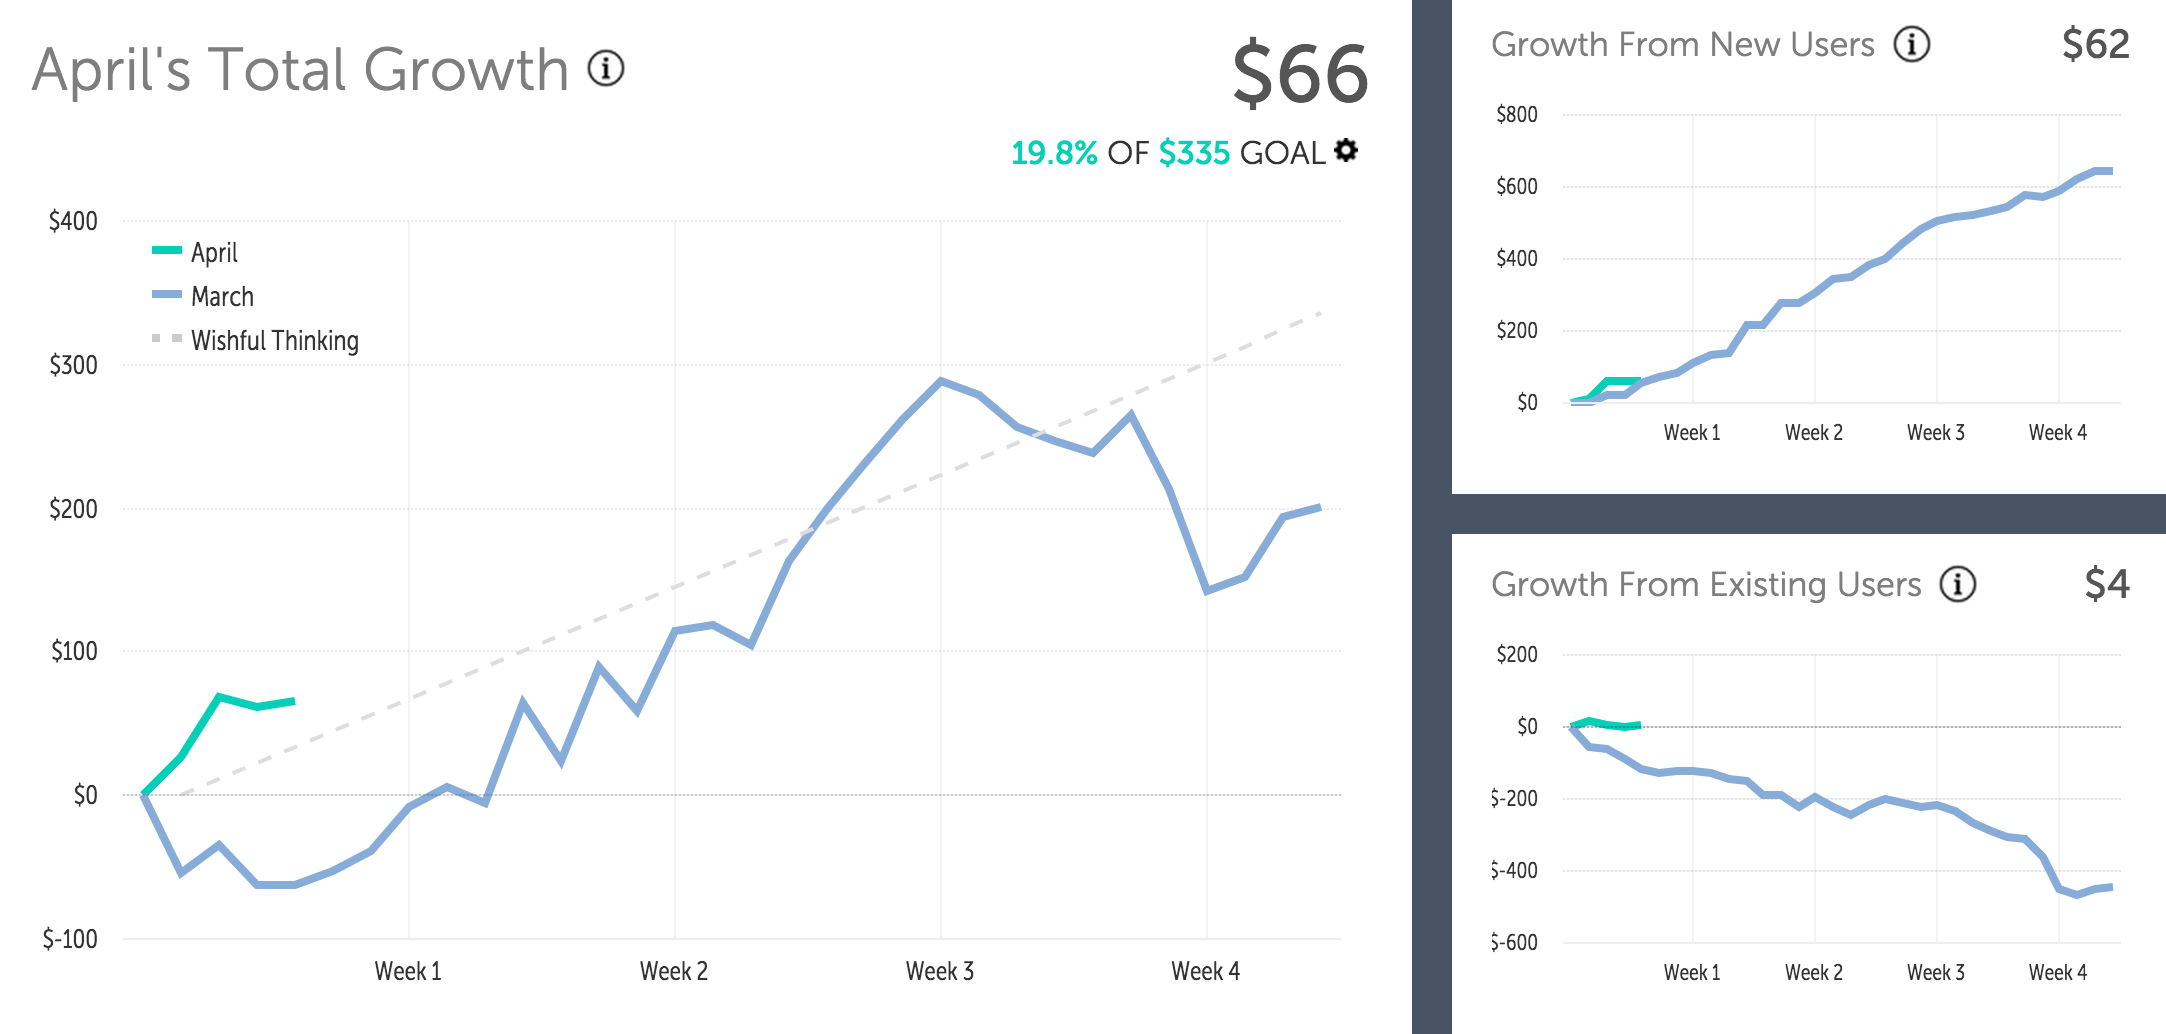 April's Total Growth
$66
19.8% OF $335 GOAL
$400
$300
$200
$100
$0
$-100
April
March
Wishful Thinking
Week 1 Week 2 Week 3 Week 4
Growth From New Users
$62
$800
$600
$400
$200
$0
Week 1 Week 2 Week 3 Week 4
Growth From Existing Users
$4
$200
$0
$-200
$-400
$-600
Week 1 Week 2 Week 3 Week 4